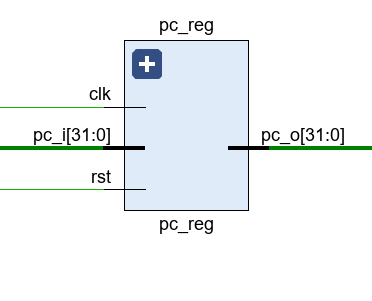 pc_reg
clk
pc_i[31:0]
pc_o[31:0]
rst
pc_reg